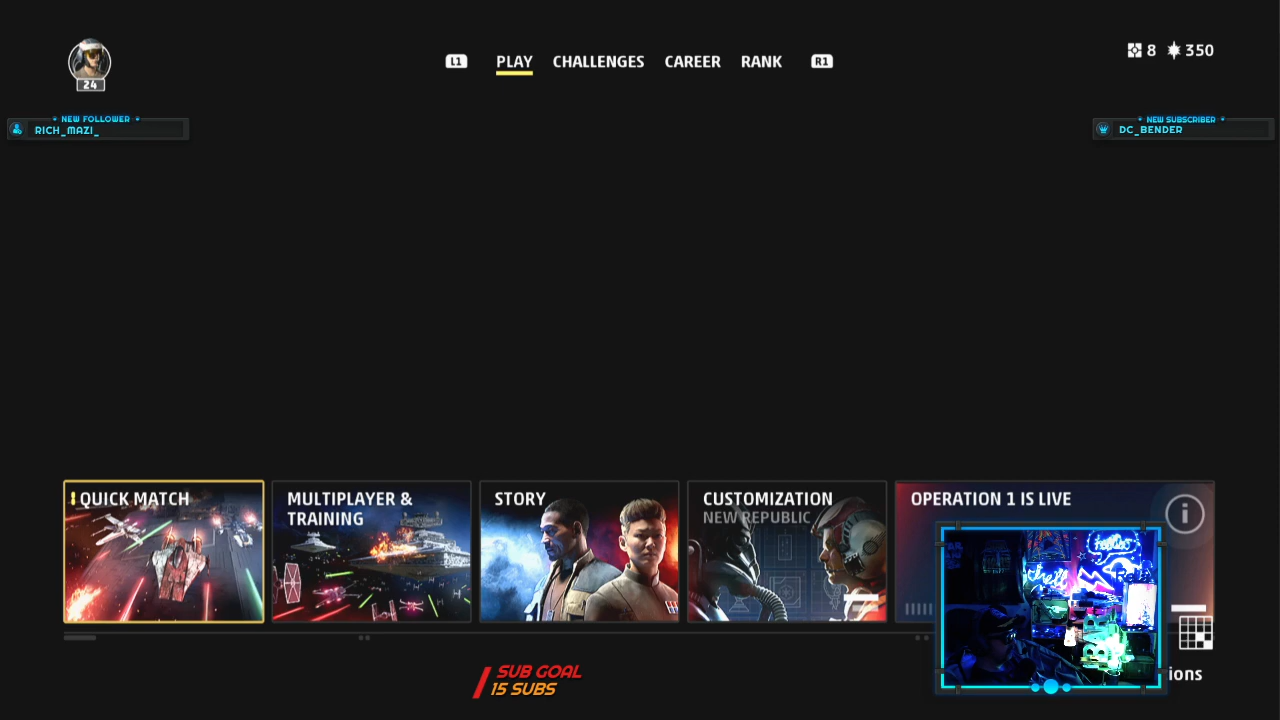 24
L1 PLAY CHALLENGES CAREER RANK R1
8 350
NEW FOLLOWER
RICH_MAZI_
NEW SUBSCRIBER
DC_BENDER
QUICK MATCH
MULTIPLAYER &
TRAINING
STORY
CUSTOMIZATION
NEW REPUBLIC
OPERATION 1 IS LIVE
SUB GOAL
15 SUBS
ions